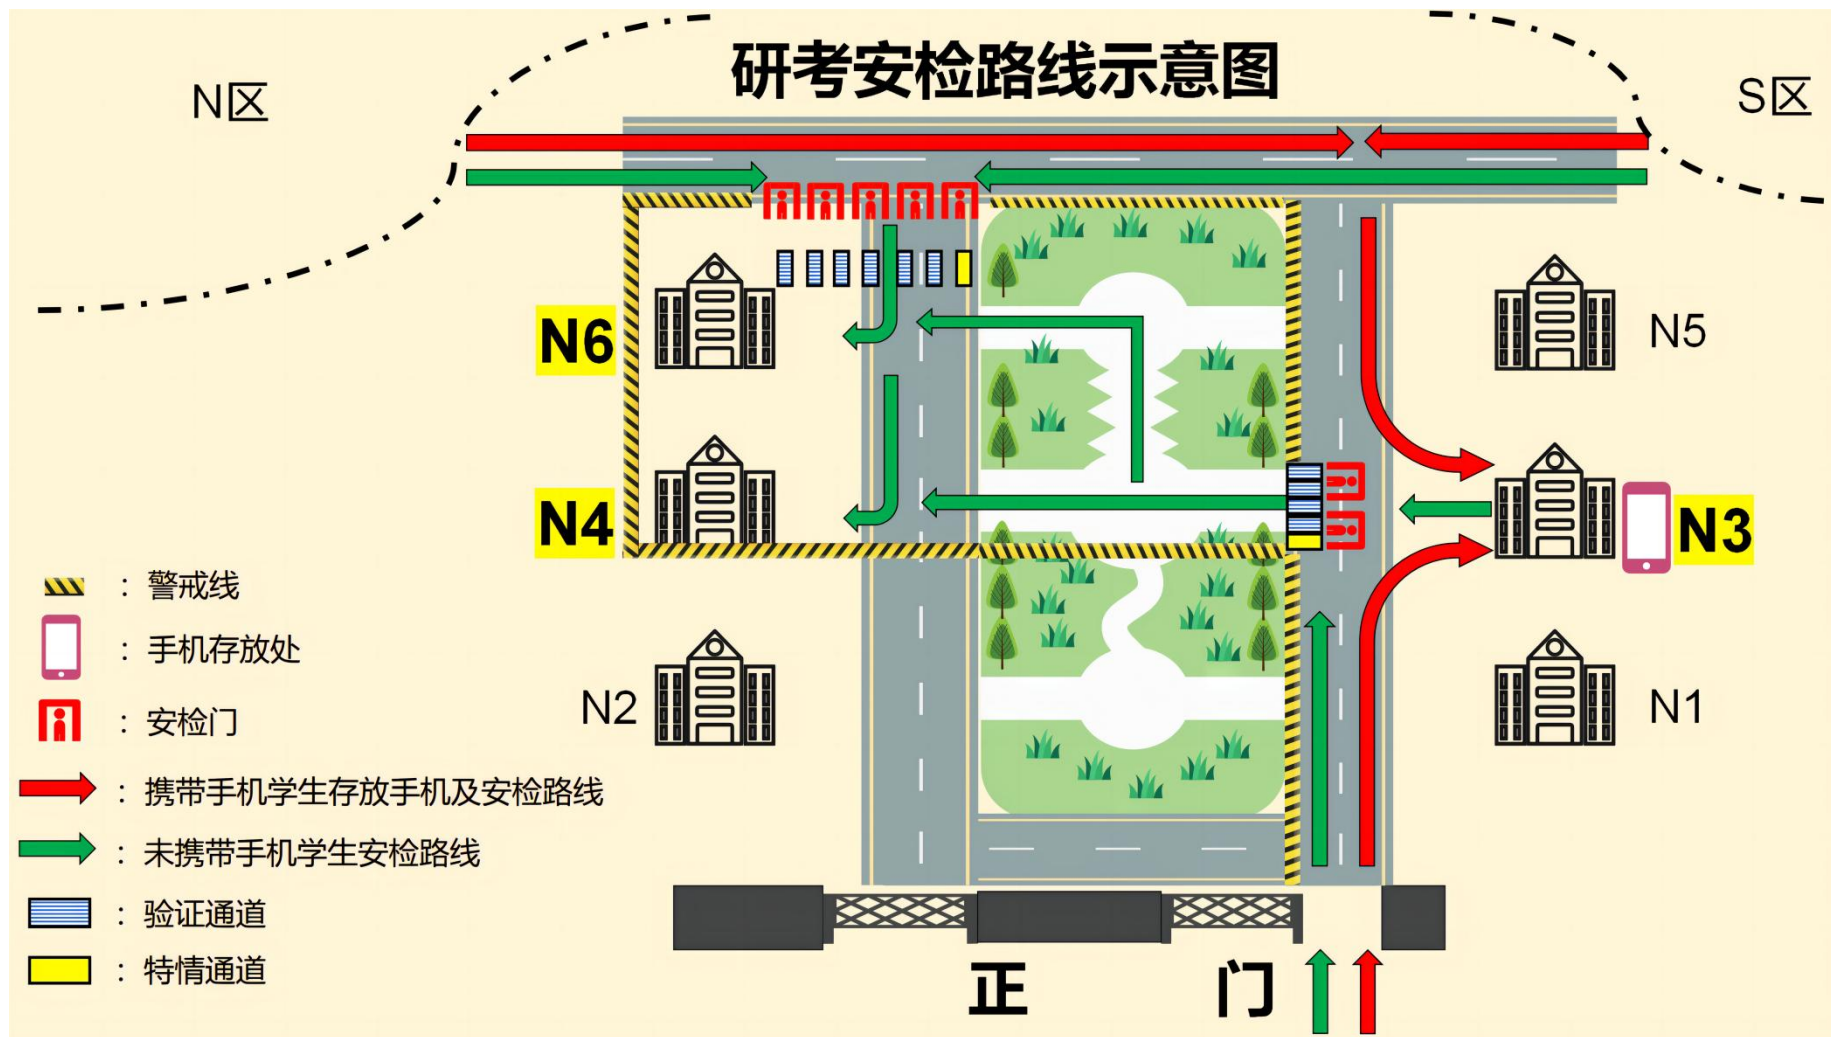 研考安检路线示意图
N区
S区
N6
N5
N4
N3
N2
N1
：警戒线
：手机存放处
：安检门
：携带手机学生存放手机及安检路线
：未携带手机学生安检路线
：验证通道
：特情通道
正 门